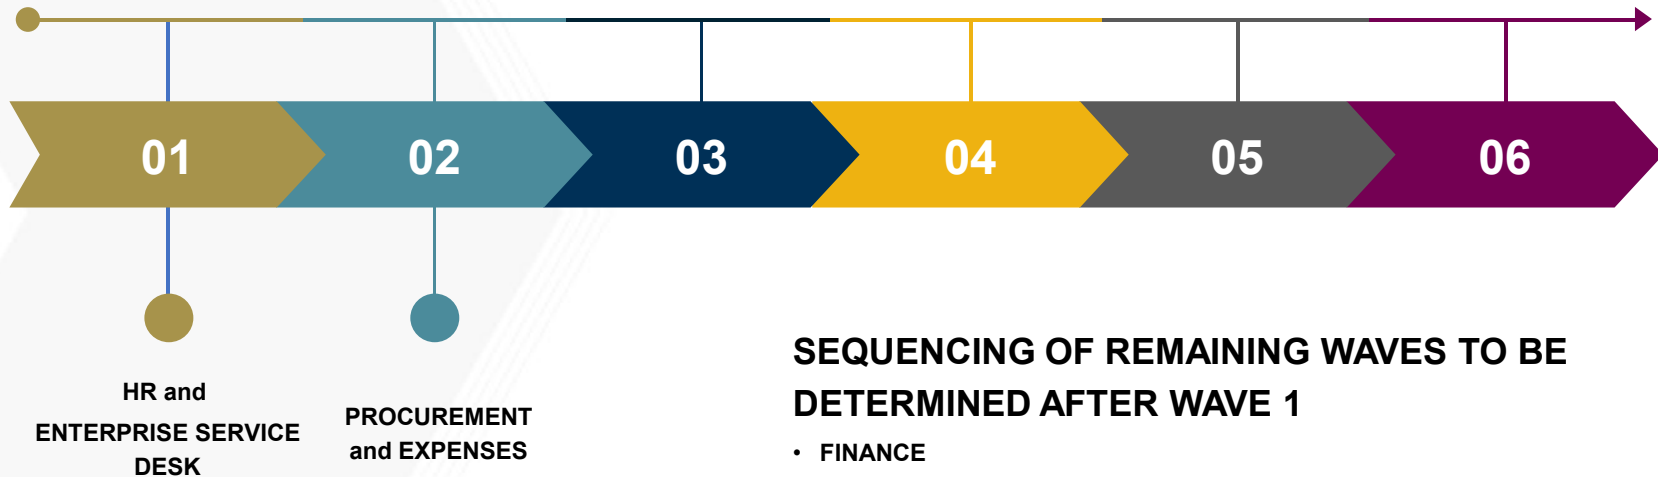 01
02
03
04
05
06
HR and
ENTERPRISE SERVICE
DESK
PROCUREMENT
and EXPENSES
SEQUENCING OF REMAINING WAVES TO BE
DETERMINED AFTER WAVE 1
• FINANCE